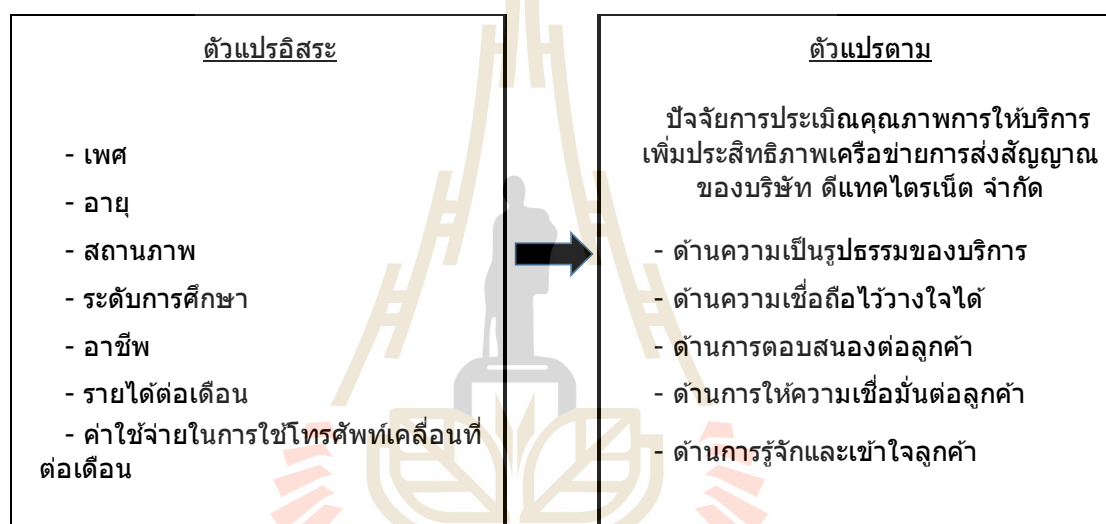 ตัวแปรอิสระ
- เพศ
- อายุ
- สถานภาพ
- ระดับการศึกษา
- อาชีพ
- รายได้ต่อเดือน
- ค่าใช้จ่ายในการใช้โทรศัพท์เคลื่อนที่
ต่อเดือน
ตัวแปรตาม
ปัจจัยการประเมิณคุณภาพการให้บริการ
เพิ่มประสิทธิภาพเครือข่ายการส่งสัญญาณ
ของบริษัท ดีแทคไตรเน็ต จำกัด
- ด้านความเป็นรูปธรรมของบริการ
- ด้านความเชื่อถือไว้วางใจได้
- ด้านการตอบสนองต่อลูกค้า
- ด้านการให้ความเชื่อมั่นต่อลูกค้า
- ด้านการรู้จักและเข้าใจลูกค้า